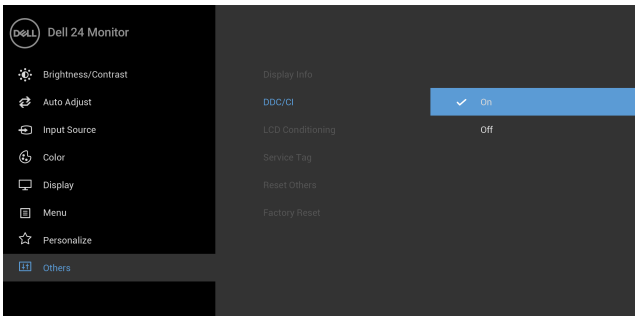 DELL
Dell 24 Monitor
Brightness/Contrast
Auto Adjust
Input Source
Color
Display
Menu
Personalize
Others
Display Info
DDC/CI
LCD Conditioning
Service Tag
Reset Others
Factory Reset
On
Off